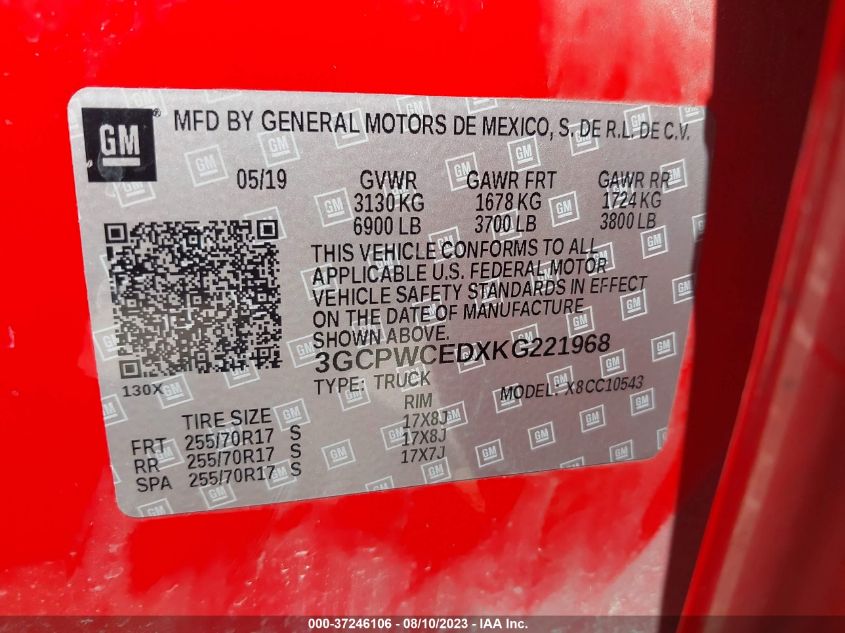 GM
MFD BY GENERAL MOTORS DE MEXICO, S. DE R.L. DE C.V.
05/19 GVWR GAWR FRT GAWR RR
3130 KG 1678 KG 1724 KG
6900 LB 3700 LB 3800 LB
THIS VEHICLE CONFORMS TO ALL
APPLICABLE U.S. FEDERAL MOTOR
VEHICLE SAFETY STANDARDS IN EFFECT
ON THE DATE OF MANUFACTURE
SHOWN ABOVE.
3GCPWCEDXKG221968
130X TYPE: TRUCK MODEL: X8CC10543
TIRE SIZE RIM
FRT 255/70R17 S 17X8J
RR 255/70R17 S 17X8J
SPA 255/70R17 S 17X7J
000-37246106 - 08/10/2023 - IAA Inc.